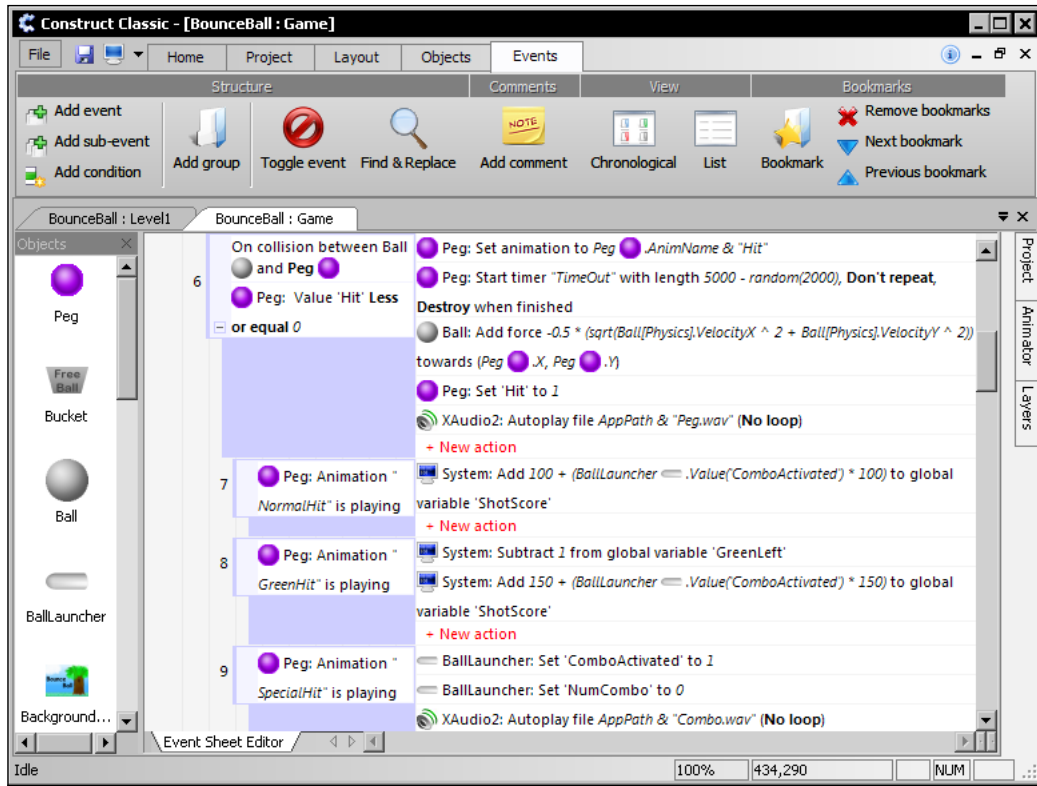 Construct Classic - [BounceBall : Game]
File Home Project Layout Objects Events
Structure Comments View Bookmarks
Add event
Add sub-event
Add condition
Add group
Toggle event
Find & Replace
NOTE
Add comment
Chronological
List
Bookmark
Remove bookmarks
Next bookmark
Previous bookmark
BounceBall : Level1 BounceBall : Game
Objects
Peg
Free
Ball
Bucket
Ball
BallLauncher
Bounce
Ball
Background...
6
On collision between Ball
and Peg
Peg: Value 'Hit' Less
or equal 0
Peg: Set animation to Peg .AnimName & "Hit"
Peg: Start timer "TimeOut" with length 5000 - random(2000), Don't repeat,
Destroy when finished
Ball: Add force -0.5 * (sqrt(Ball[Physics].VelocityX ^ 2 + Ball[Physics].VelocityY ^ 2))
towards (Peg .X, Peg .Y)
Peg: Set 'Hit' to 1
XAudio2: Autoplay file AppPath & "Peg.wav" (No loop)
+ New action
7
Peg: Animation "
NormalHit" is playing
System: Add 100 + (BallLauncher .Value('ComboActivated') * 100) to global
variable 'ShotScore'
+ New action
8
Peg: Animation "
GreenHit" is playing
System: Subtract 1 from global variable 'GreenLeft'
System: Add 150 + (BallLauncher .Value('ComboActivated') * 150) to global
variable 'ShotScore'
+ New action
9
Peg: Animation "
SpecialHit" is playing
BallLauncher: Set 'ComboActivated' to 1
BallLauncher: Set 'NumCombo' to 0
XAudio2: Autoplay file AppPath & "Combo.wav" (No loop)
Project
Animator
Layers
Event Sheet Editor
Idle 100% 434,290 NUM